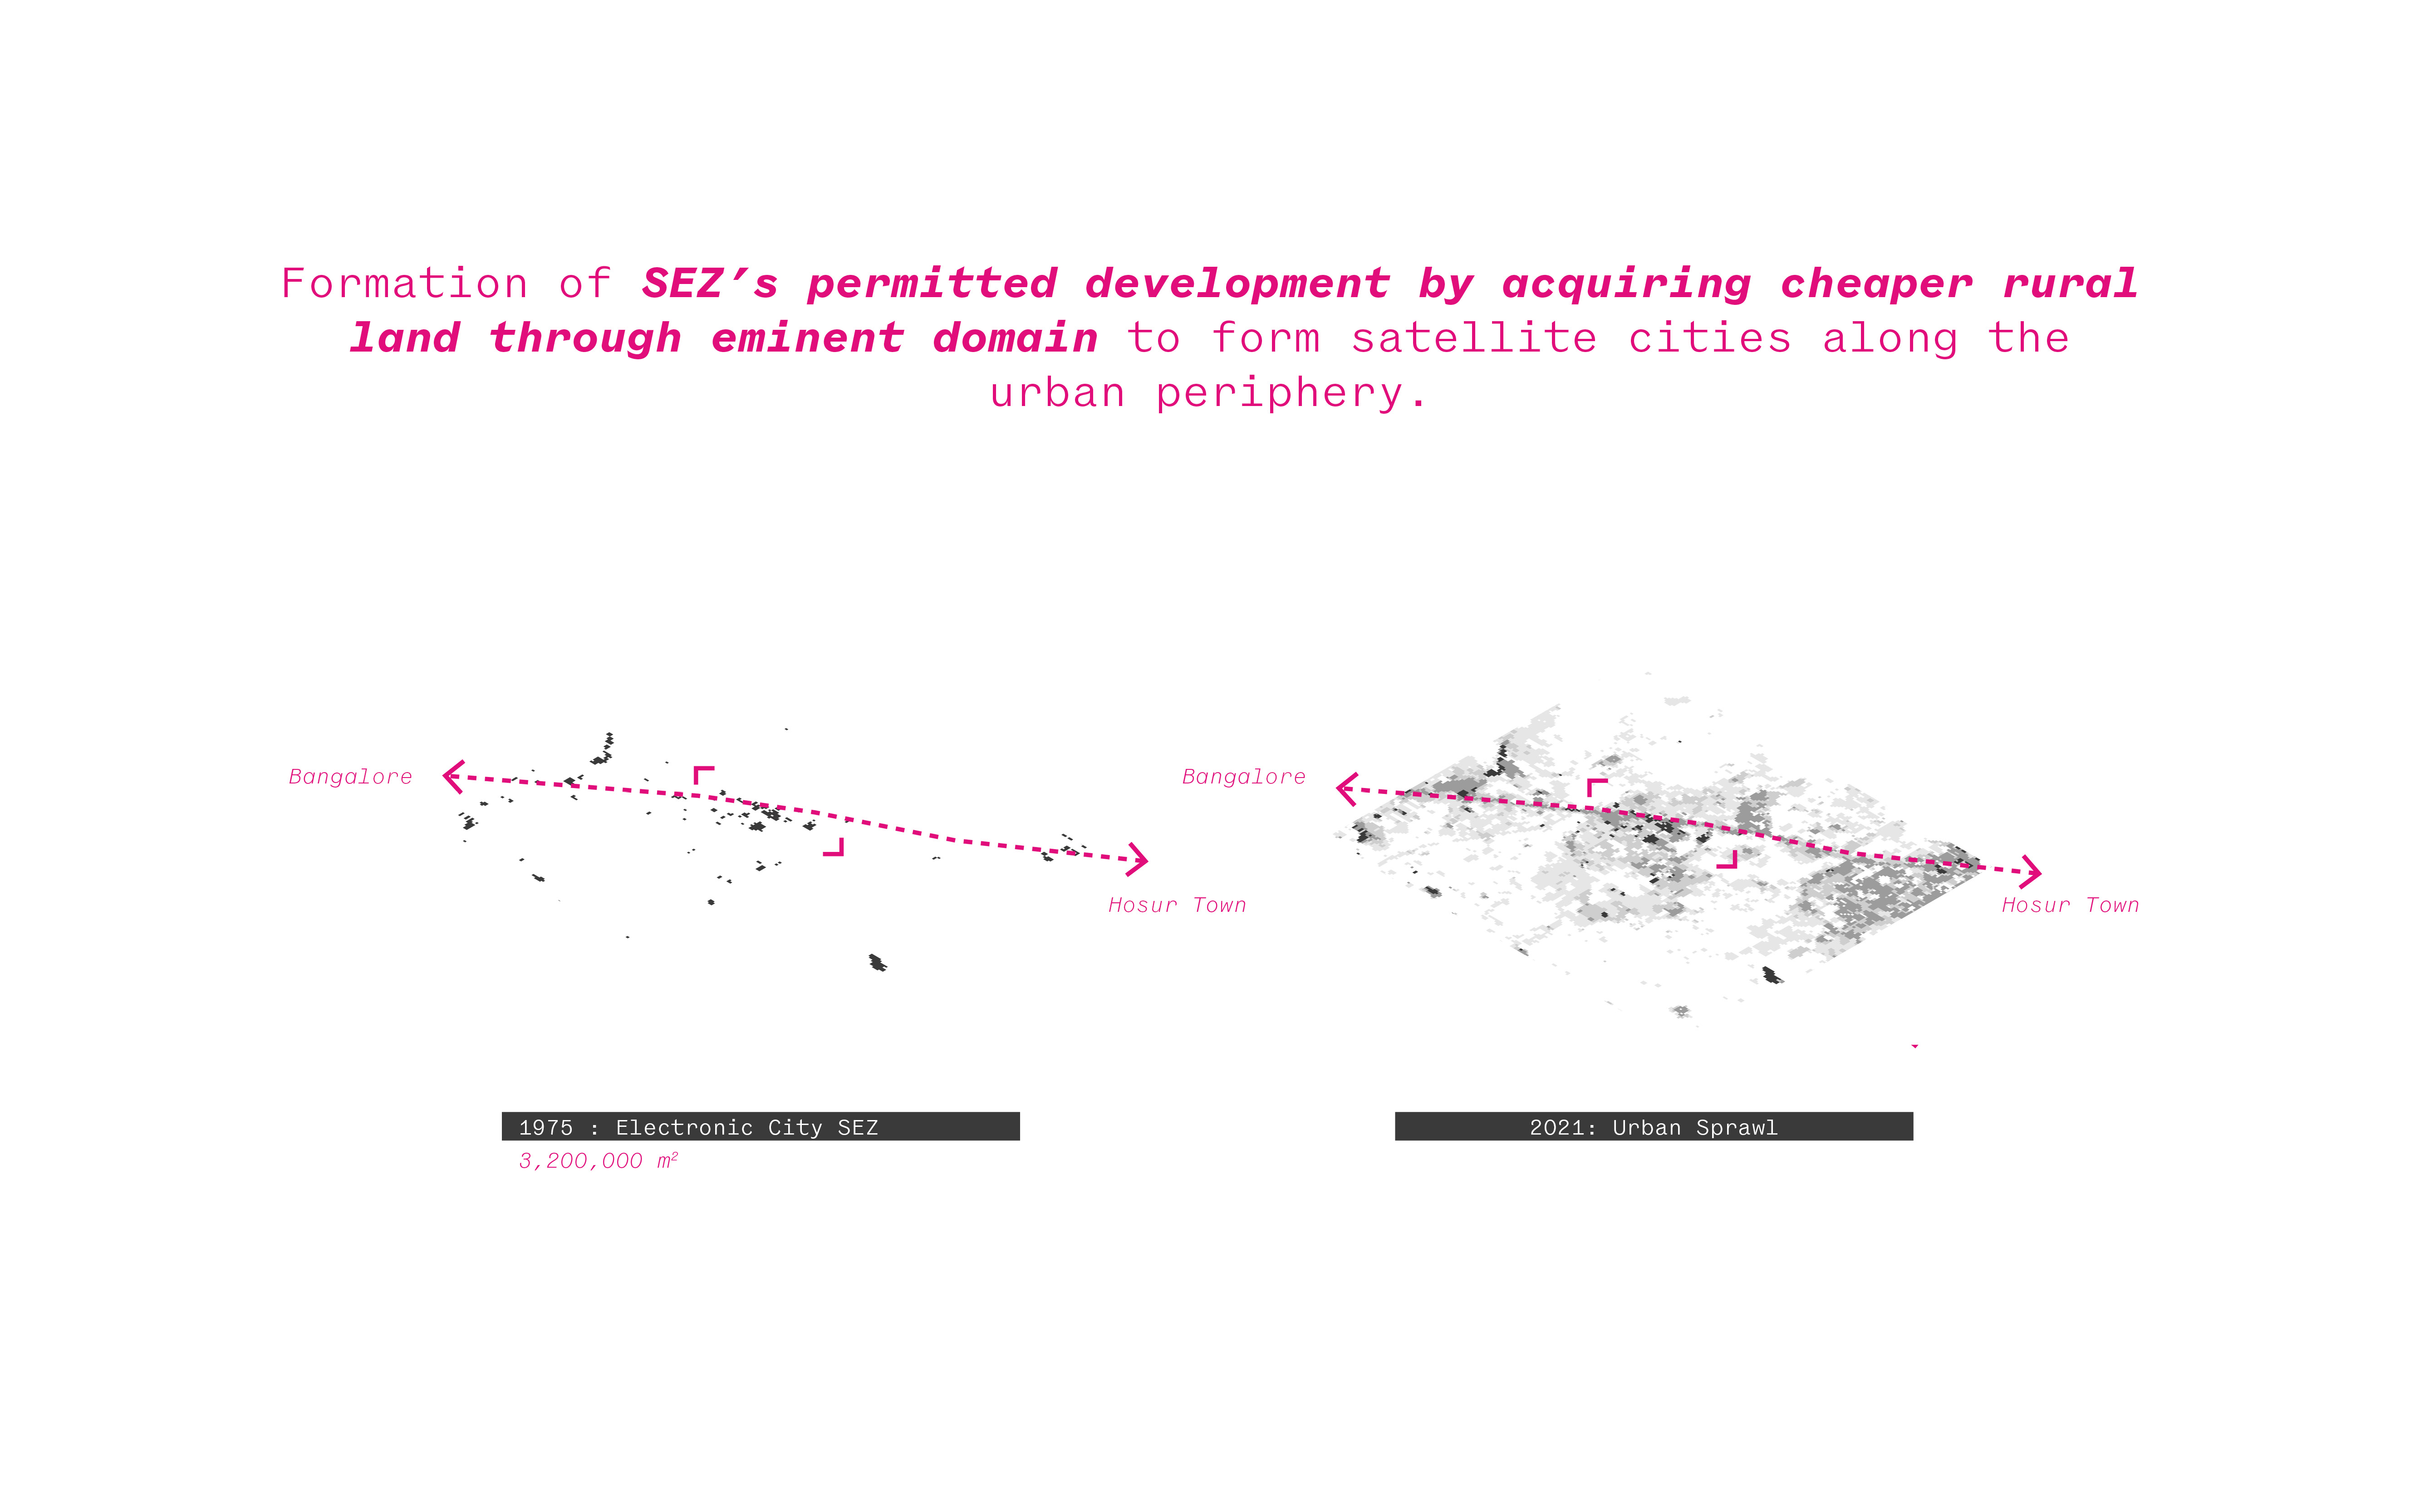 Formation of SEZ's permitted development by acquiring cheaper rural
land through eminent domain to form satellite cities along the
urban periphery.
Bangalore
Hosur Town
Bangalore
Hosur Town
1975 : Electronic City SEZ
3,200,000 m²
2021: Urban Sprawl